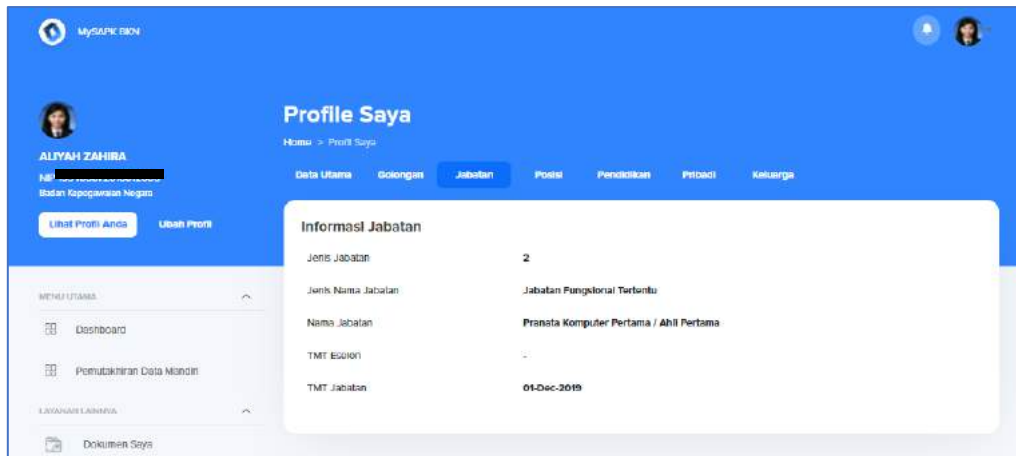 MySAPK BKN
ALIYAH ZAHIRA
NIP
Badan Kepegawaian Negara
Lihat Profil Anda
Ubah Profil
MENU UTAMA
Dashboard
Pemutakhiran Data Mandiri
LAYANAN LAINNYA
Dokumen Saya
Profile Saya
Home > Profil Saya
Data Utama Golongan Jabatan Posisi Pendidikan Pribadi Keluarga
Informasi Jabatan
Jenis Jabatan 2
Jenis Nama Jabatan Jabatan Fungsional Tertentu
Nama Jabatan Pranata Komputer Pertama / Ahli Pertama
TMT Eselon -
TMT Jabatan 01-Dec-2019